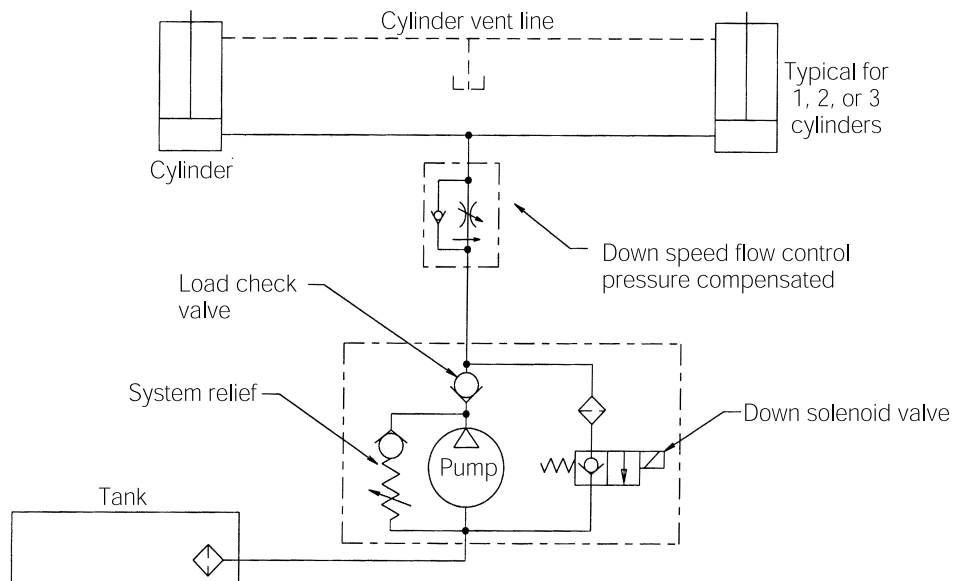 Cylinder vent line
Typical for
1, 2, or 3
cylinders
Cylinder
Down speed flow control
pressure compensated
Load check
valve
System relief
Down solenoid valve
Pump
Tank